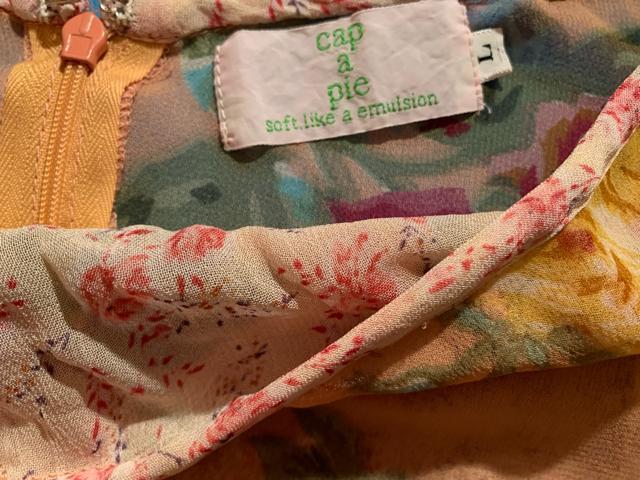 cap
a
pie
soft.like a emulsion
L